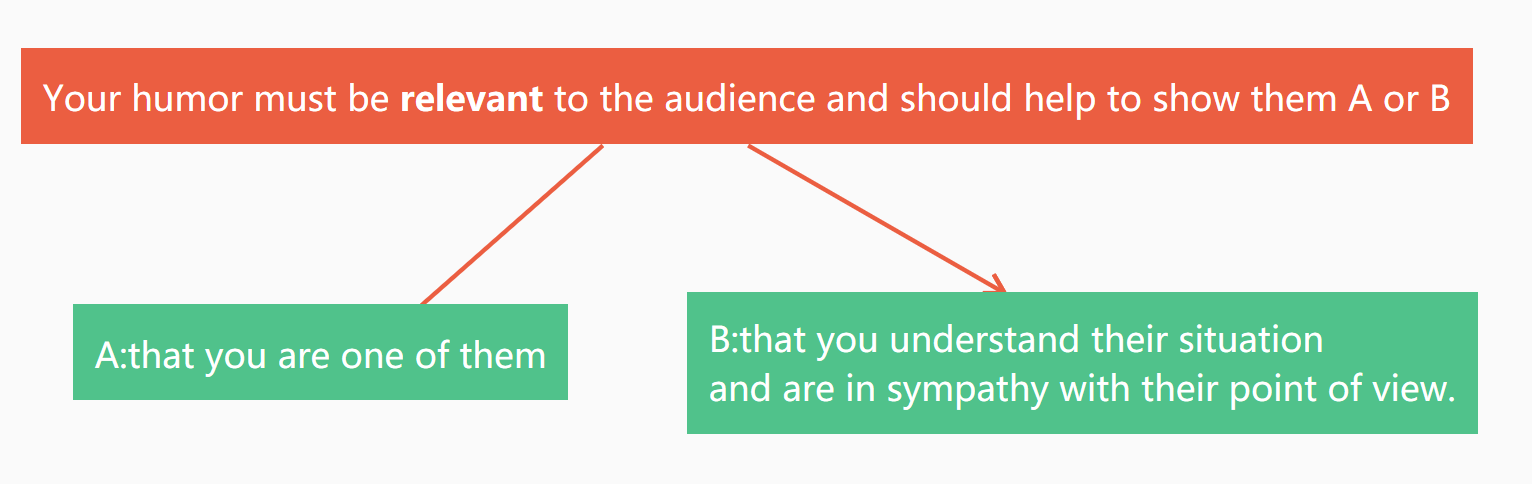 Your humor must be relevant to the audience and should help to show them A or B
A:that you are one of them
B:that you understand their situation
and are in sympathy with their point of view.